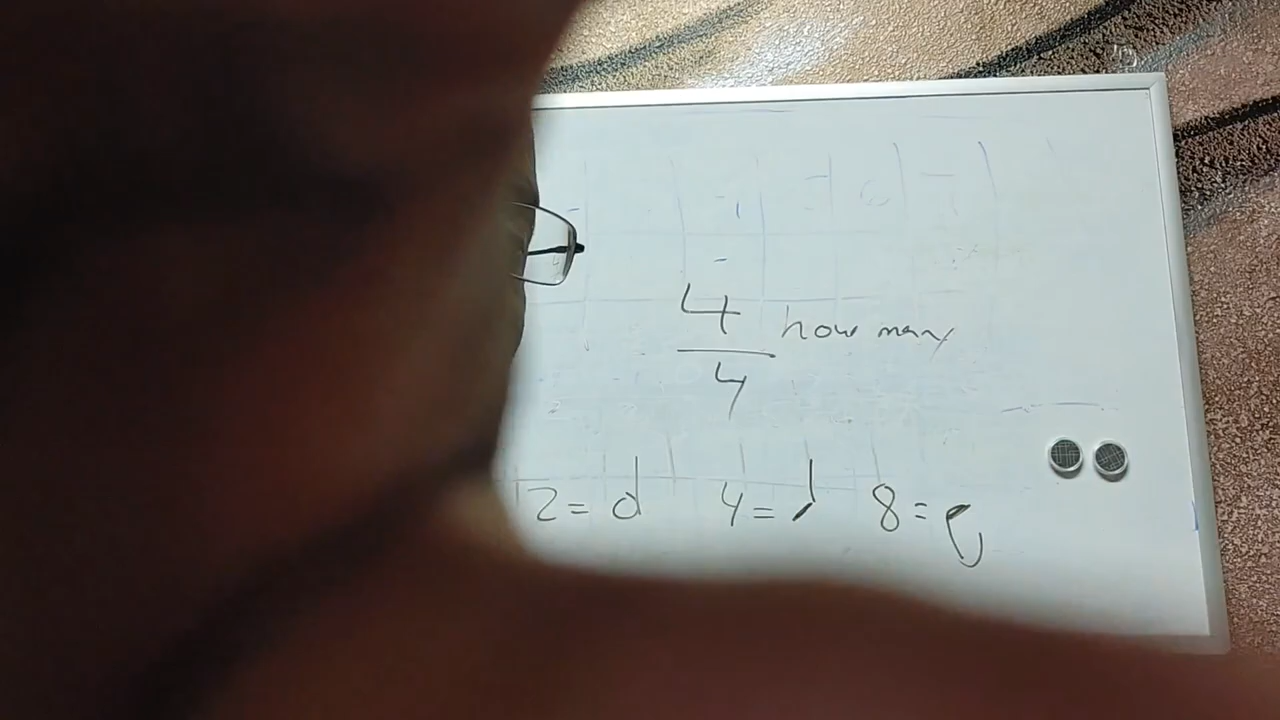 4 how many
4
2 = 𝅗𝅥 4 = ♩ 8 = ♪